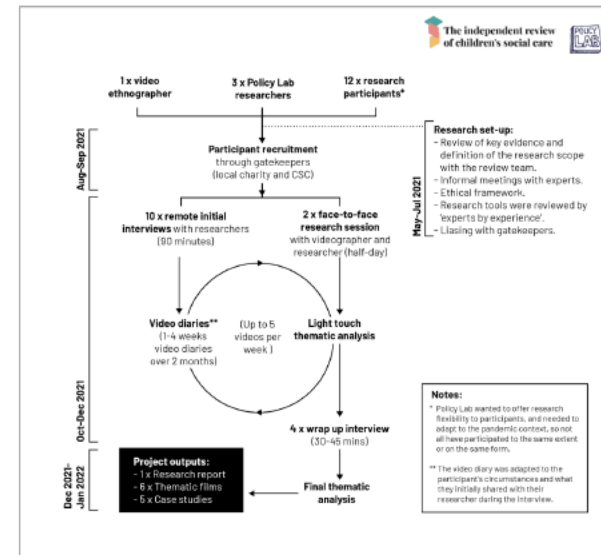 The independent review
of children's social care
POLICY
LAB
1 x video
ethnographer
3 x Policy Lab
researchers
12 x research
participants*
Aug-Sep 2021
Participant recruitment
through gatekeepers
(local charity and CSC)
May-Jul 2021
Research set-up:
- Review of key evidence and
definition of the research scope
with the review team.
- Informal meetings with experts.
- Ethical framework.
- Research tools were reviewed by
'experts by experience'.
- Liasing with gatekeepers.
Oct-Dec 2021
10 x remote initial
interviews with researchers
(90 minutes)
2 x face-to-face
research session
with videographer and
researcher (half-day)
Video diaries**
(1-4 weeks
video diaries
over 2 months)
(Up to 5
videos per
week )
Light touch
thematic analysis
4 x wrap up interview
(30-45 mins)
Dec 2021-
Jan 2022
Project outputs:
- 1 x Research report
- 6 x Thematic films
- 5 x Case studies
Final thematic
analysis
Notes:
* Policy Lab wanted to offer research
flexibility to participants, and needed to
adapt to the pandemic context, so not
all have participated to the same extent
or on the same form.
** The video diary was adapted to the
participant's circumstances and what
they initially shared with their
researcher during the interview.